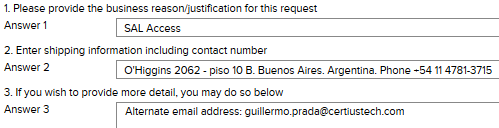 1. Please provide the business reason/justification for this request
Answer 1
SAL Access
2. Enter shipping information including contact number
Answer 2
O'Higgins 2062 - piso 10 B. Buenos Aires. Argentina. Phone +54 11 4781-3715
3. If you wish to provide more detail, you may do so below
Answer 3
Alternate email address: guillermo.prada@certiustech.com